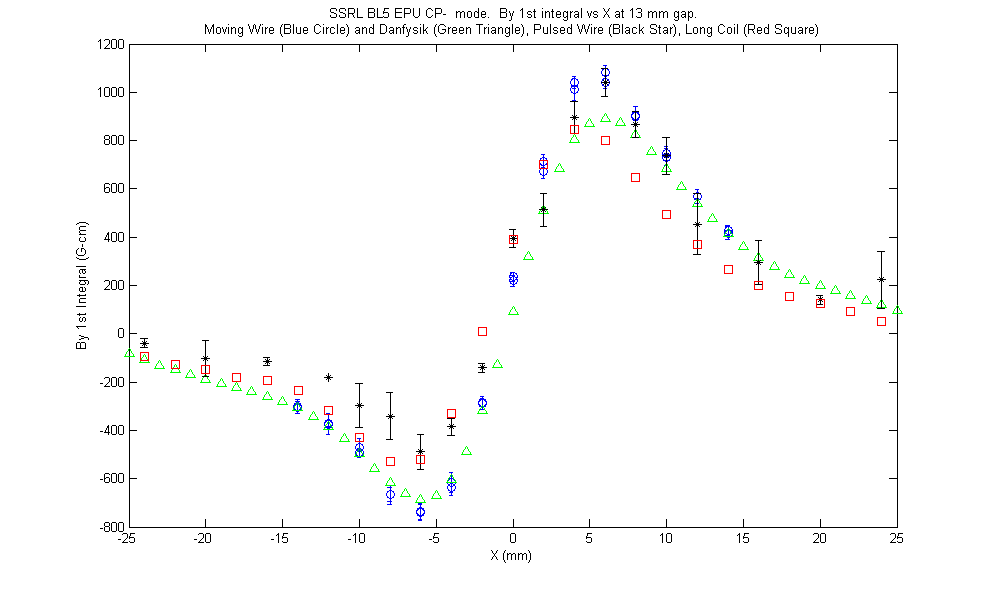 SSRL BL5 EPU CP-  mode.  By 1st integral vs X at 13 mm gap.
Moving Wire (Blue Circle) and Danfysik (Green Triangle), Pulsed Wire (Black Star), Long Coil (Red Square)
1200
1000
800
600
400
200
0
-200
-400
-600
-800
By 1st Integral (G-cm)
-25 -20 -15 -10 -5 0 5 10 15 20 25
X (mm)